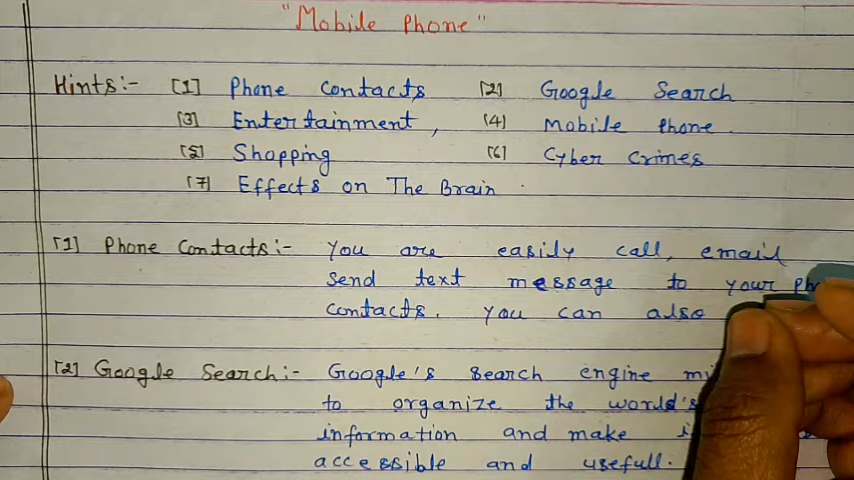 "Mobile Phone"
Hints:- [1] Phone Contacts [2] Google Search
[3] Entertainment, [4] Mobile Phone.
[5] Shopping [6] Cyber Crimes
[7] Effects on The Brain.
[1] Phone Contacts:- You are easily call, email
send text message to your
contacts. You can also
[2] Google Search:- Google's search engine
to organize the world's
information and make
accessible and usefull.